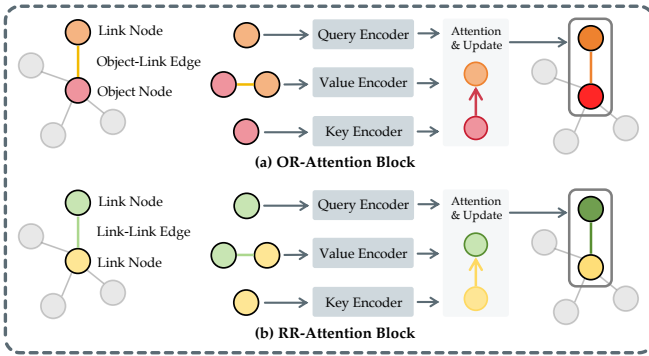 Link Node
Object-Link Edge
Object Node
Query Encoder
Value Encoder
Key Encoder
Attention
& Update
(a) OR-Attention Block
Link Node
Link-Link Edge
Link Node
Query Encoder
Value Encoder
Key Encoder
Attention
& Update
(b) RR-Attention Block